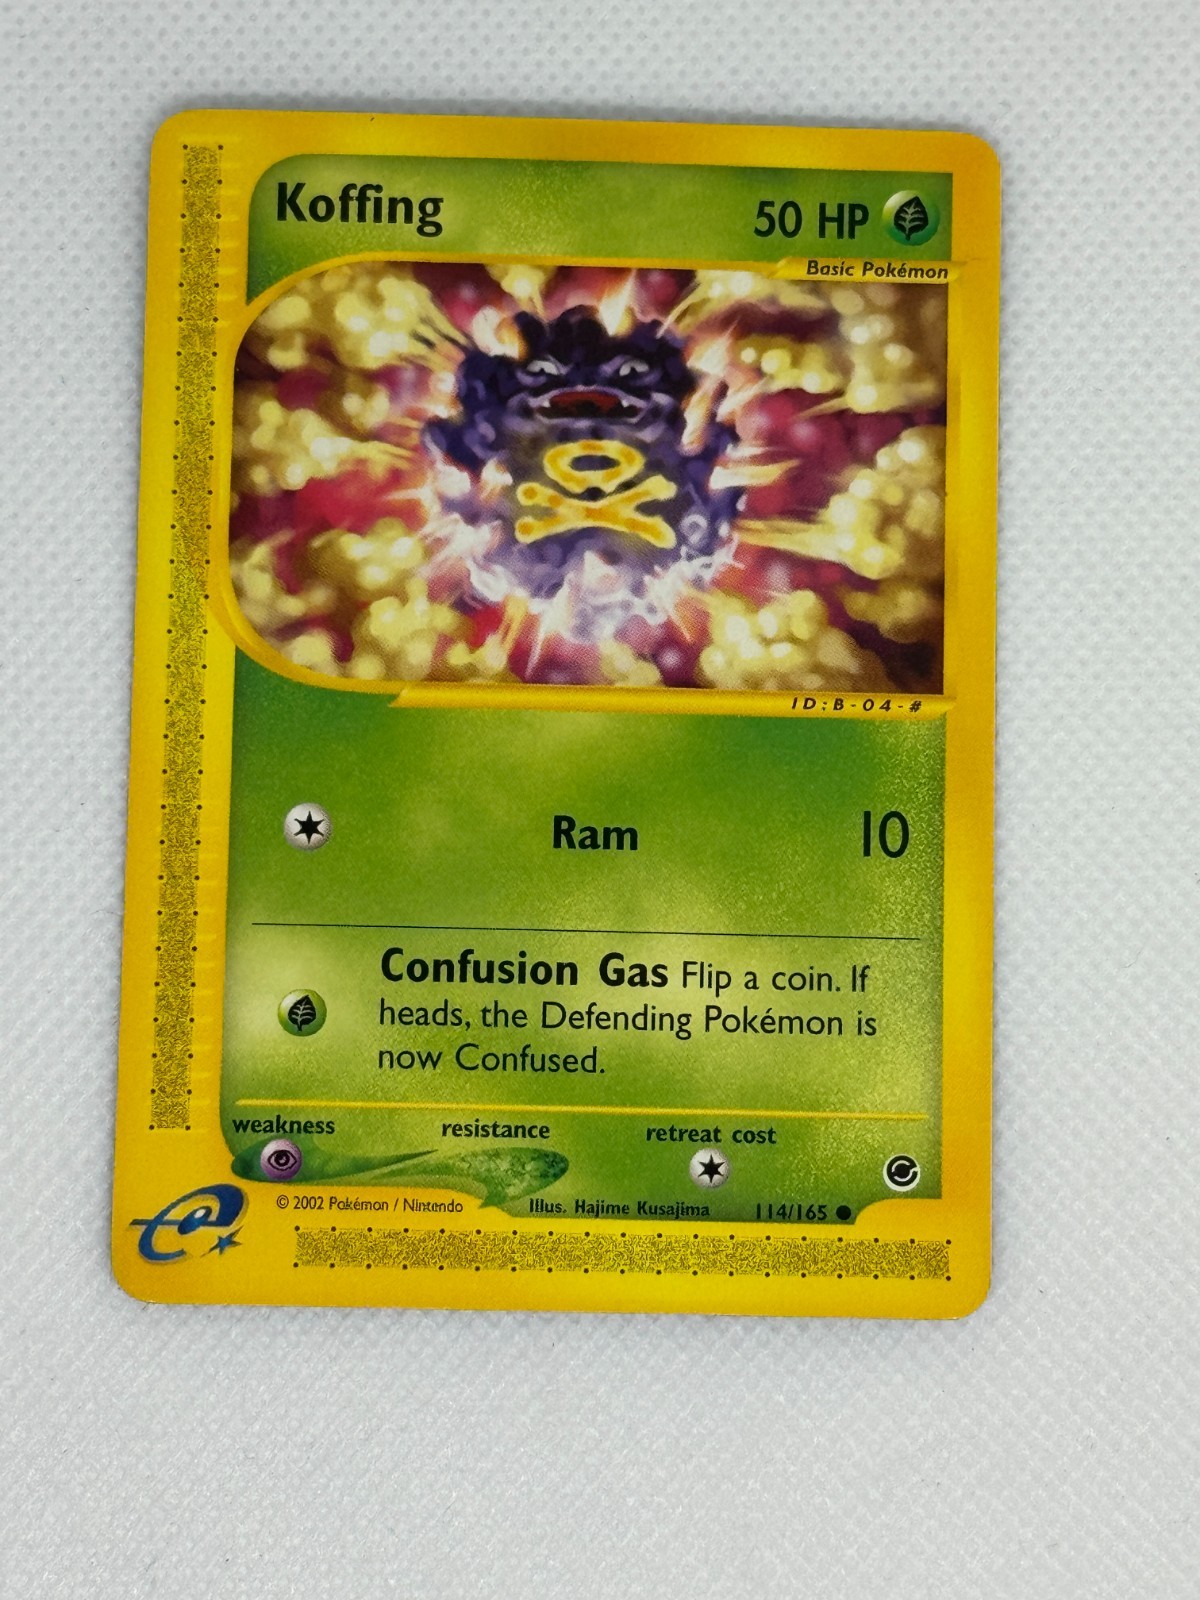 Koffing
50 HP
Basic Pokémon
ID:B-04-#
Ram 10
Confusion Gas Flip a coin. If
heads, the Defending Pokémon is
now Confused.
weakness resistance retreat cost
© 2002 Pokémon / Nintendo Illus. Hajime Kusajima 114/165
e